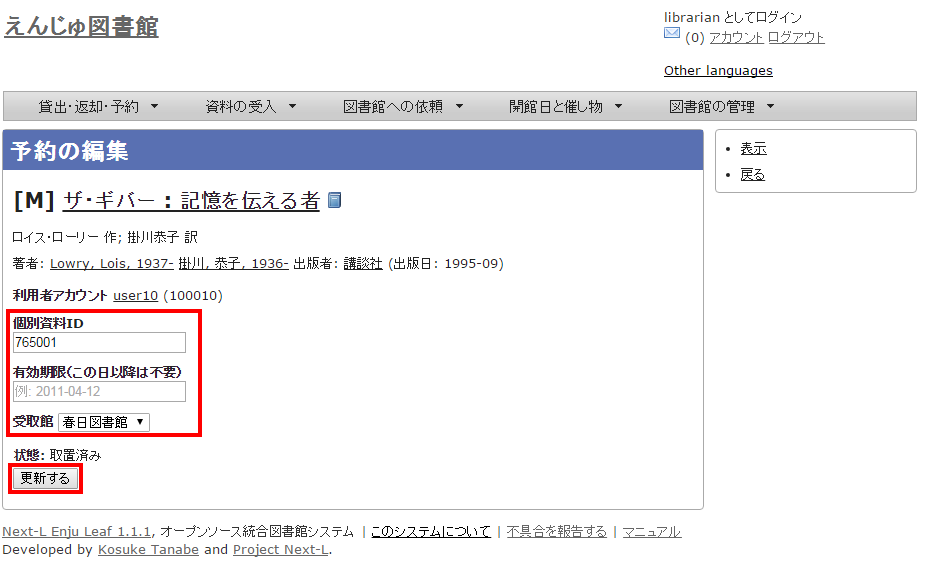 えんじゅ図書館
librarian としてログイン
(0) アカウント ログアウト
Other languages
貸出・返却・予約 ▼ 資料の受入 ▼ 図書館への依頼 ▼ 開館日と催し物 ▼ 図書館の管理 ▼
予約の編集
• 表示
• 戻る
[M] ザ・ギバー : 記憶を伝える者
ロイス・ローリー 作; 掛川恭子 訳
著者: Lowry, Lois, 1937- 掛川, 恭子, 1936- 出版者: 講談社 (出版日: 1995-09)
利用者アカウント user10 (100010)
個別資料ID
765001
有効期限(この日以降は不要)
例: 2011-04-12
受取館 春日図書館 ▼
状態: 取置済み
更新する
Next-L Enju Leaf 1.1.1, オープンソース統合図書館システム | このシステムについて | 不具合を報告する | マニュアル
Developed by Kosuke Tanabe and Project Next-L.